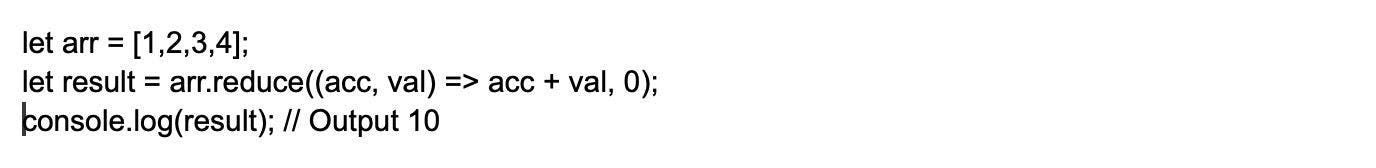 let arr = [1,2,3,4];
let result = arr.reduce((acc, val) => acc + val, 0);
console.log(result); // Output 10